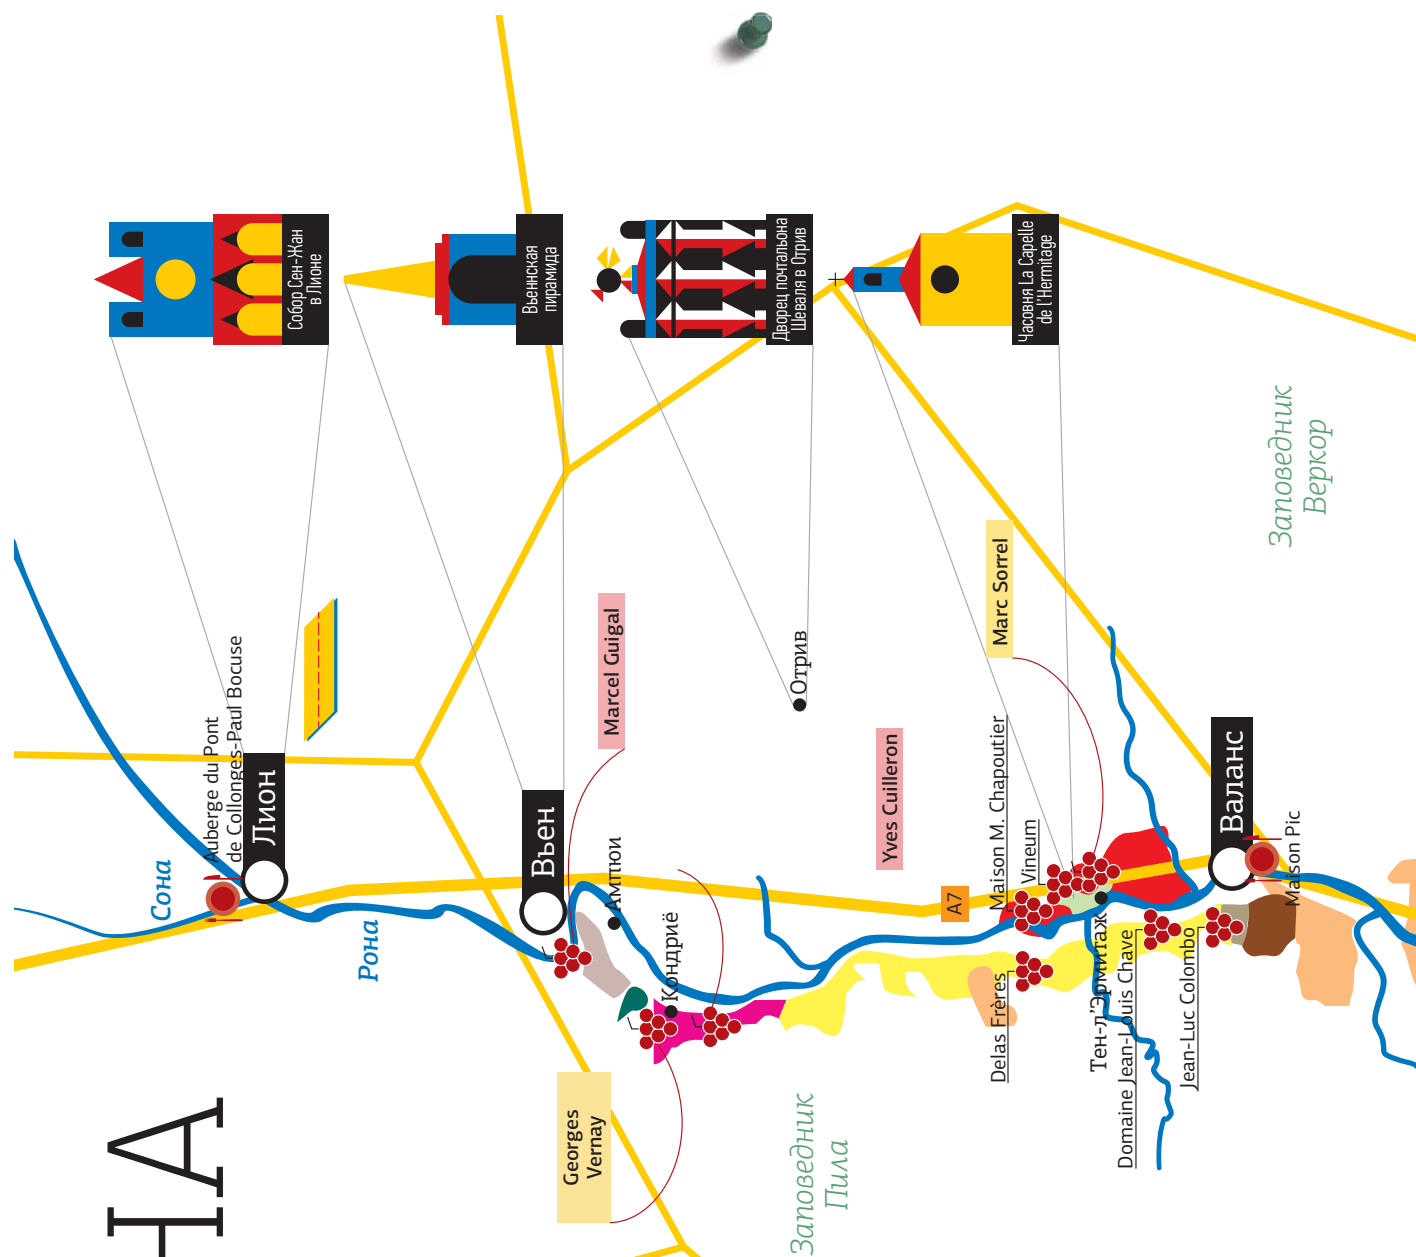 НА
Сона
Auberge du Pont
de Collonges-Paul Bocuse
Лион
Собор Сен-Жан
в Лионе
Рона
Вьен
Вьеннская
пирамида
Georges
Vernay
Marcel Guigal
Ампюи
Кондриё
Дворец почтальона
Шеваля в Отрив
Отрив
Заповедник
Пила
Yves Cuilleron
A7
Marc Sorrel
Maison M. Chapoutier
Vineum
Delas Frères
Часовня La Capelle
de l'Hermitage
Тен-л'Эрмитаж
Domaine Jean-Louis Chave
Jean-Luc Colombo
Валанс
Maison Pic
Заповедник
Веркор